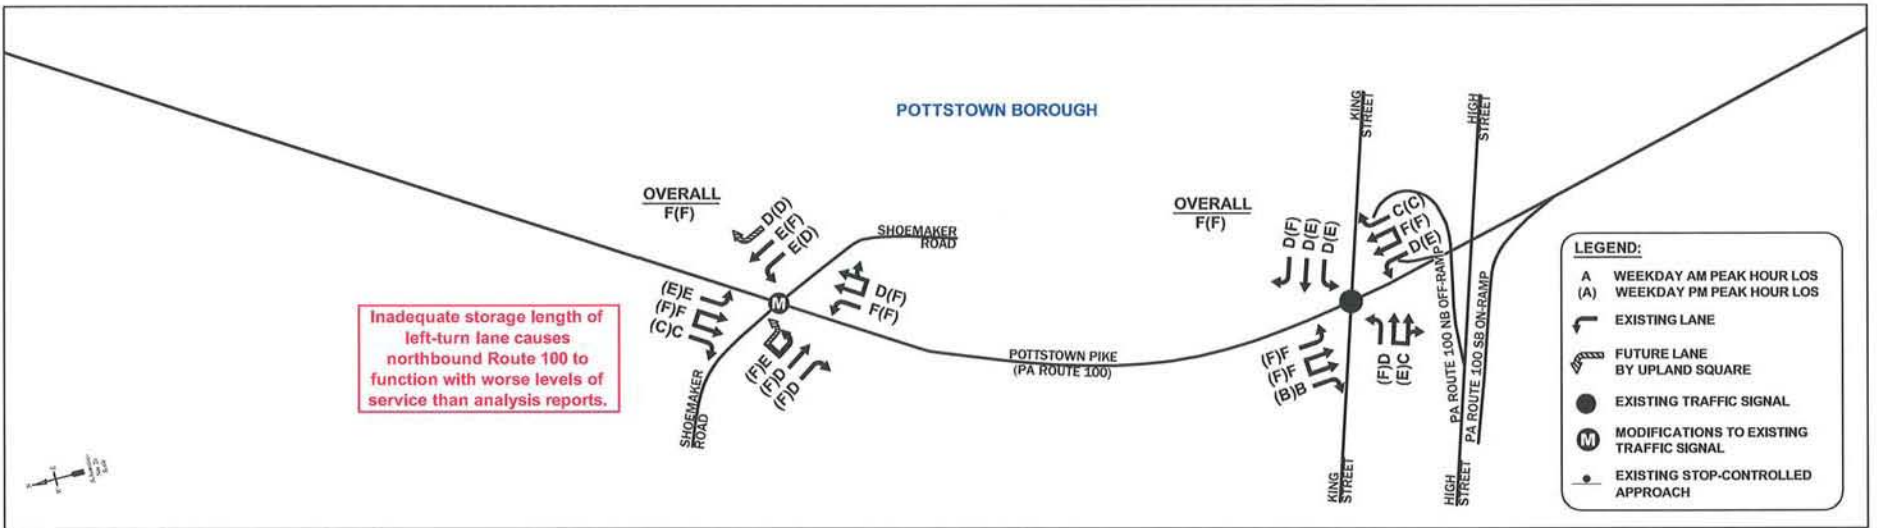 POTTSTOWN BOROUGH
OVERALL
F(F)
D(D)
E(F)
E(D)
SHOEMAKER
ROAD
(E)E
(F)F
(C)C
M
D(F)
F(F)
(F)E
(F)D
(F)D
SHOEMAKER
ROAD
Inadequate storage length of
left-turn lane causes
northbound Route 100 to
function with worse levels of
service than analysis reports.
POTTSTOWN PIKE
(PA ROUTE 100)
OVERALL
F(F)
D(F)
D(E)
D(E)
KING
STREET
HIGH
STREET
C(C)
F(F)
D(E)
(F)F
(F)F
(B)B
(F)D
(E)C
PA ROUTE 100 NB OFF-RAMP
PA ROUTE 100 SB ON-RAMP
KING
STREET
HIGH
STREET
LEGEND:
A WEEKDAY AM PEAK HOUR LOS
(A) WEEKDAY PM PEAK HOUR LOS
EXISTING LANE
FUTURE LANE
BY UPLAND SQUARE
EXISTING TRAFFIC SIGNAL
M MODIFICATIONS TO EXISTING
TRAFFIC SIGNAL
EXISTING STOP-CONTROLLED
APPROACH